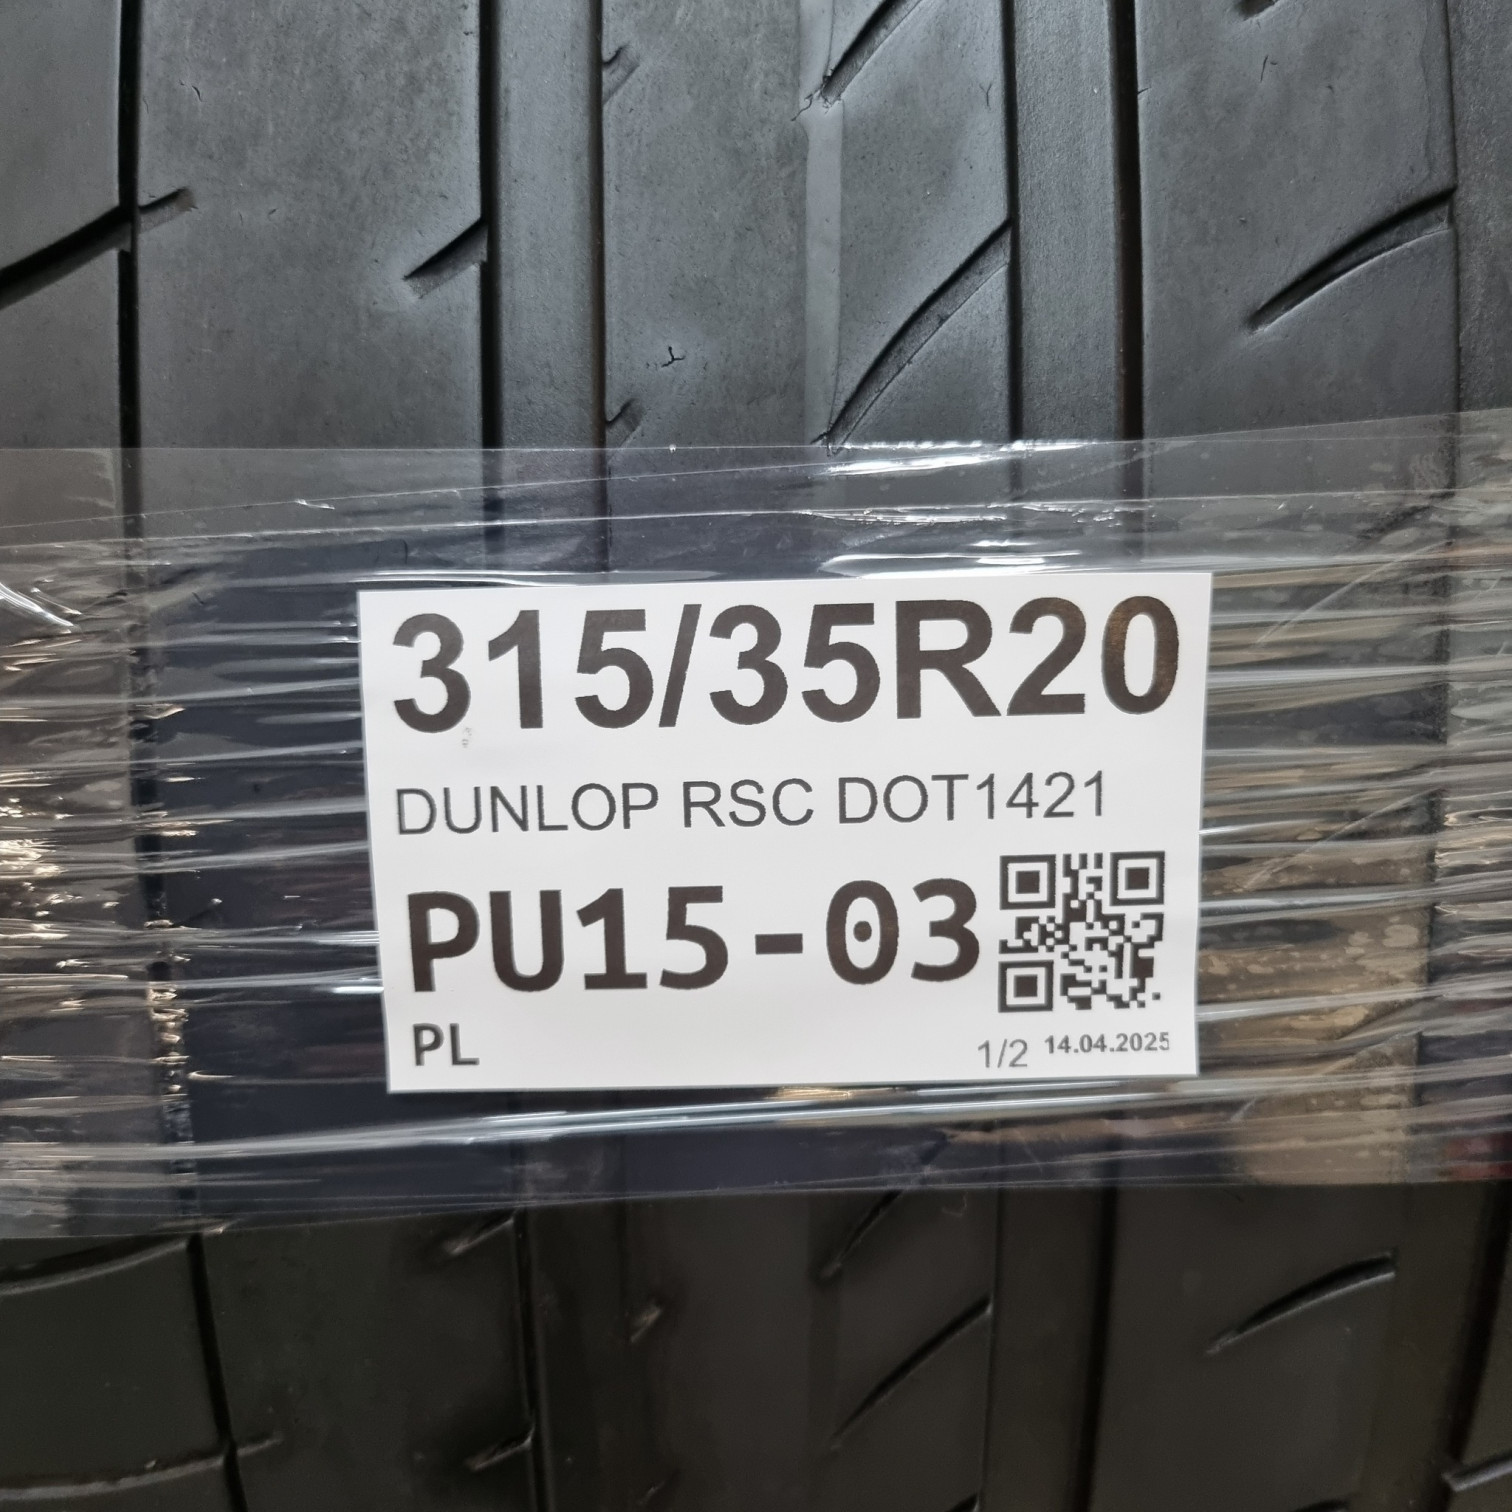 315/35R20
DUNLOP RSC DOT1421
PU15-03
PL
1/2 14.04.2025